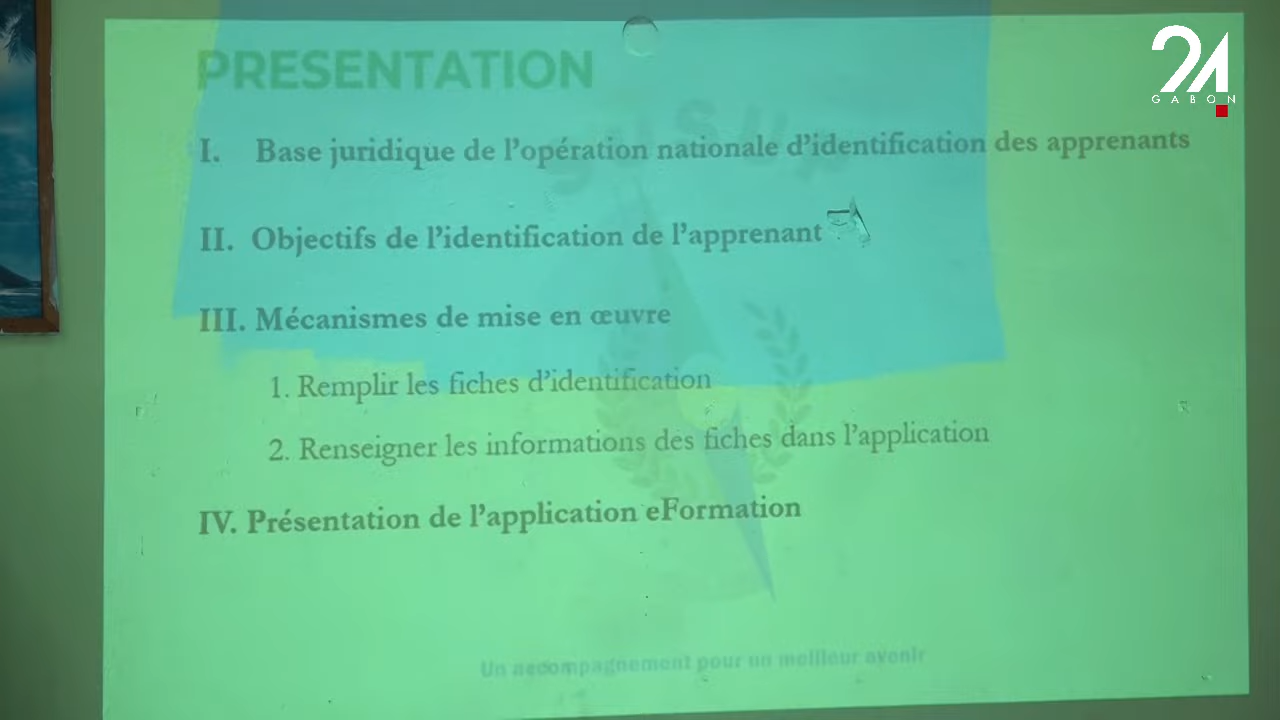 PRESENTATION
24
GABON
I. Base juridique de l'opération nationale d'identification des apprenants
II. Objectifs de l'identification de l'apprenant
III. Mécanismes de mise en œuvre
1. Remplir les fiches d'identification
2. Renseigner les informations des fiches dans l'application
IV. Présentation de l'application eFormation
Un accompagnement pour un meilleur avenir